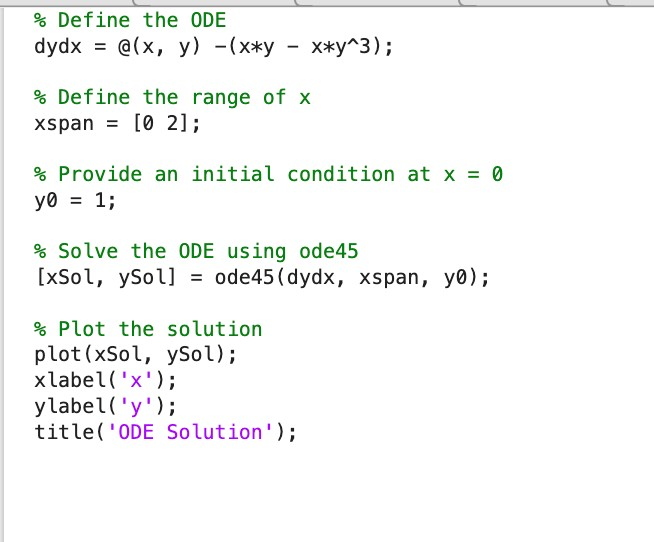 % Define the ODE
dydx = @(x, y) -(x*y - x*y^3);
% Define the range of x
xspan = [0 2];
% Provide an initial condition at x = 0
y0 = 1;
% Solve the ODE using ode45
[xSol, ySol] = ode45(dydx, xspan, y0);
% Plot the solution
plot(xSol, ySol);
xlabel('x');
ylabel('y');
title('ODE Solution');